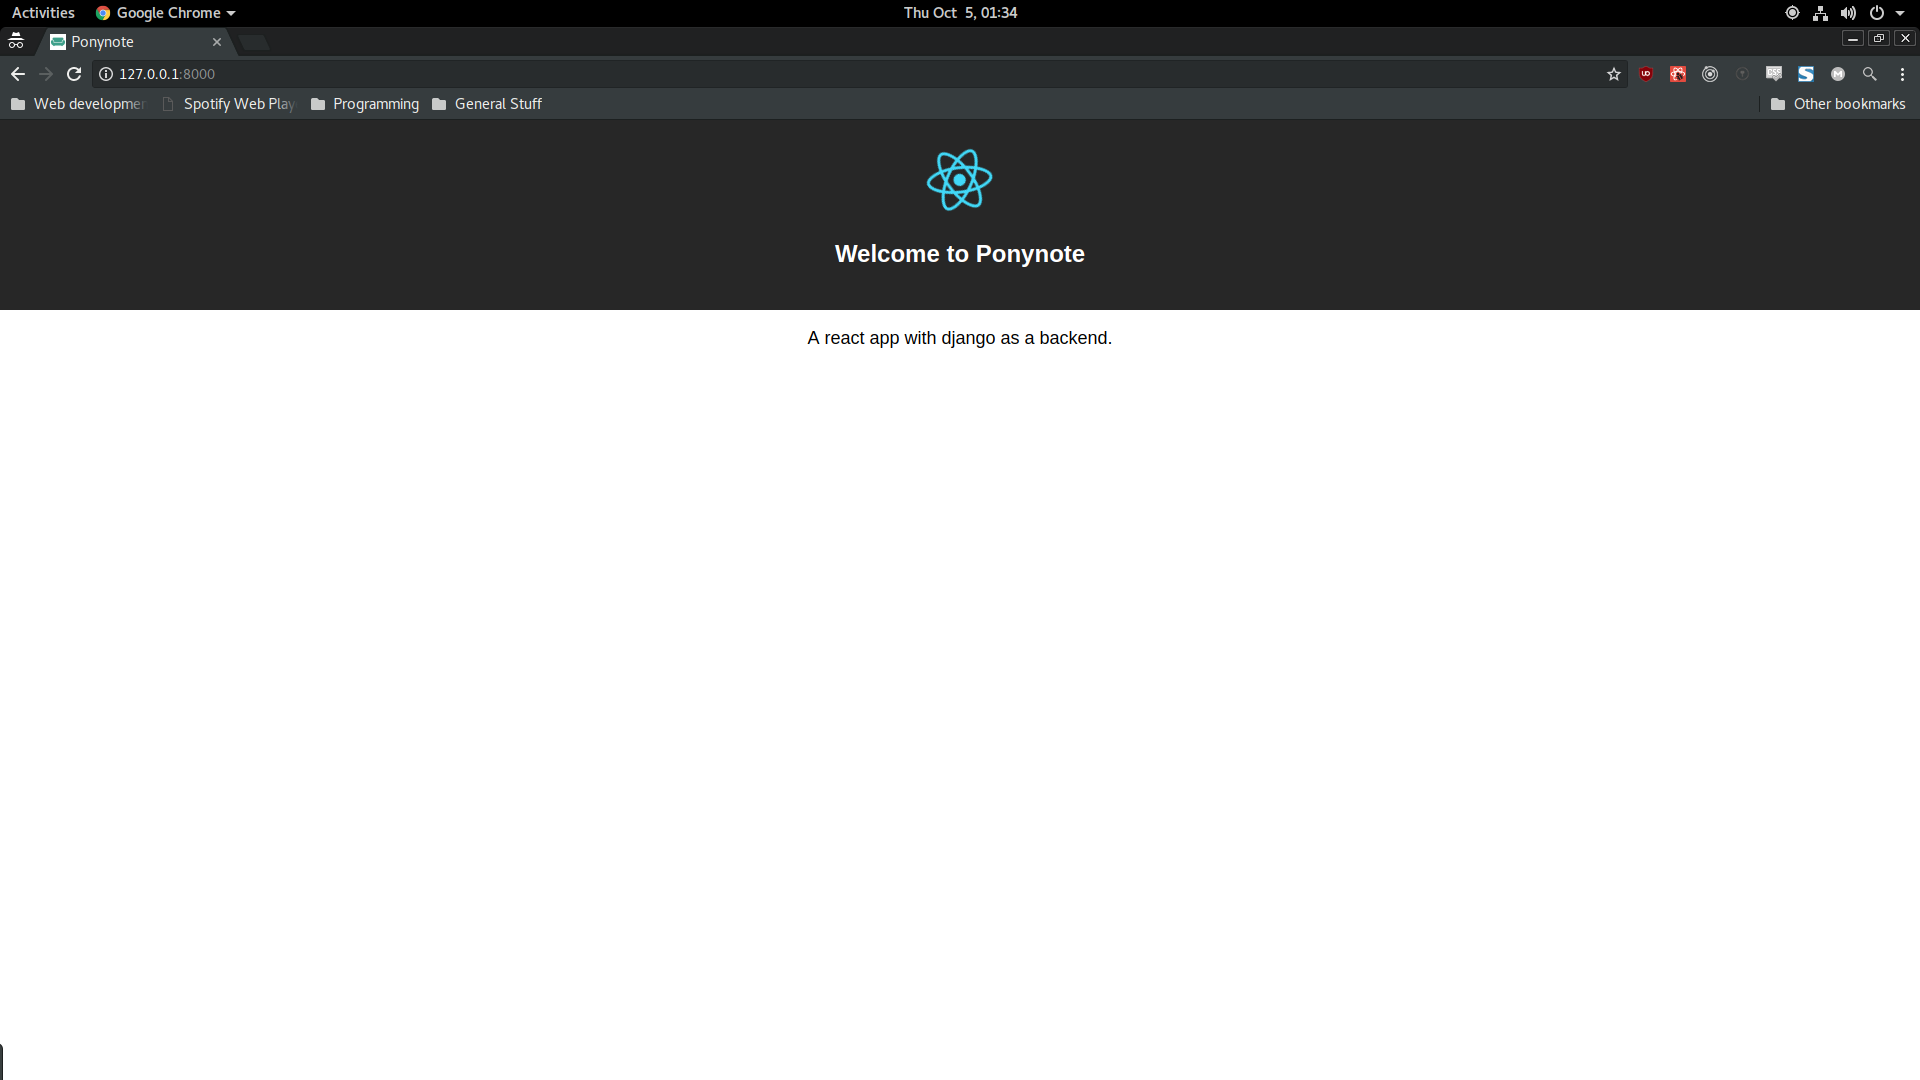 Activities Google Chrome Thu Oct 5, 01:34
Ponynote
127.0.0.1:8000
Web developmen Spotify Web Play Programming General Stuff Other bookmarks
Welcome to Ponynote
A react app with django as a backend.